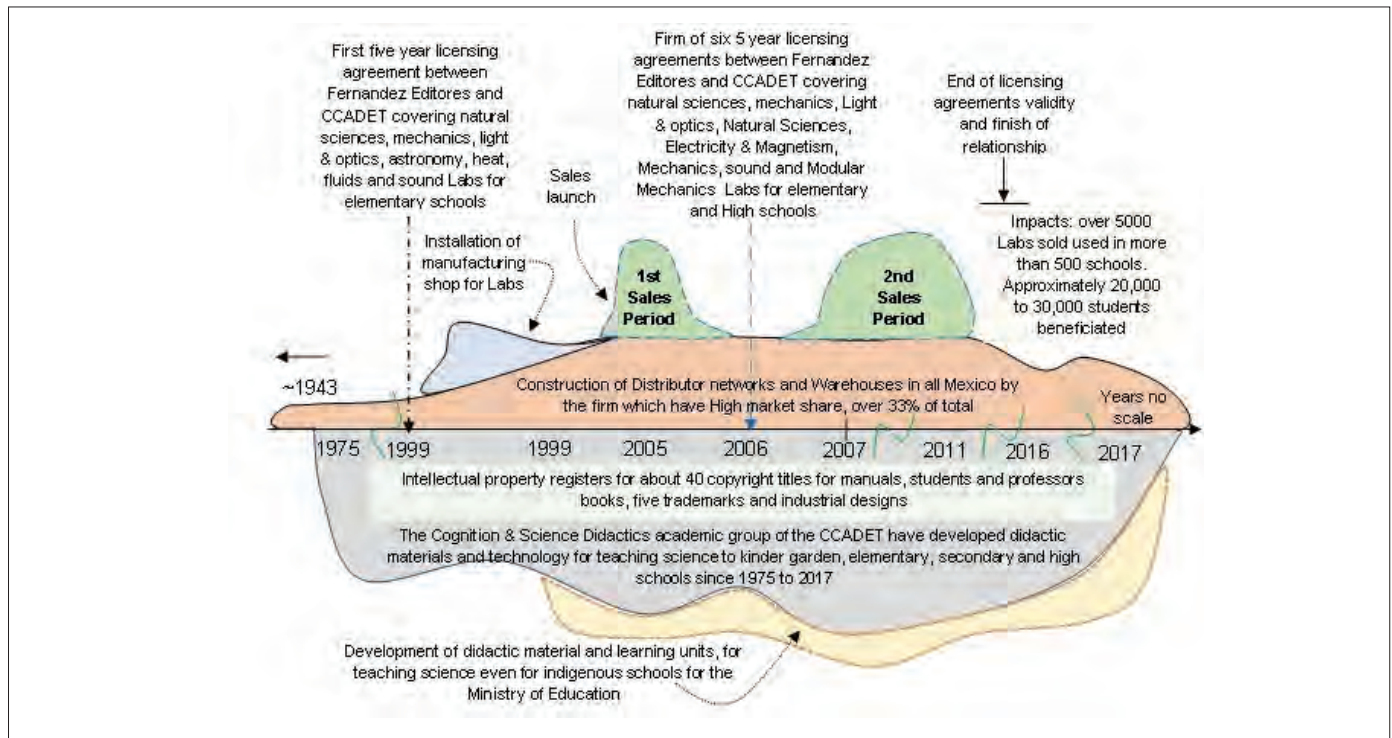 First five year licensing
agreement between
Fernandez Editores and
CCADET covering natural
sciences, mechanics, light
& optics, astronomy, heat,
fluids and sound Labs for
elementary schools
Installation of
manufacturing
shop for Labs
Sales
launch
Firm of six 5 year licensing
agreements between Fernandez
Editores and CCADET covering
natural sciences, mechanics, Light
& optics, Natural Sciences,
Electricity & Magnetism,
Mechanics, sound and Modular
Mechanics Labs for elementary
and High schools
End of licensing
agreements validity
and finish of
relationship
Impacts: over 5000
Labs sold used in more
than 500 schools.
Approximately 20,000
to 30,000 students
beneficiated
1st
Sales
Period
2nd
Sales
Period
~1943
Construction of Distributor networks and Warehouses in all Mexico by
the firm which have High market share, over 33% of total
Years no
scale
1975 1999 1999 2005 2006 2007 2011 2016 2017
Intellectual property registers for about 40 copyright titles for manuals, students and professors
books, five trademarks and industrial designs
The Cognition & Science Didactics academic group of the CCADET have developed didactic
materials and technology for teaching science to kinder garden, elementary, secondary and high
schools since 1975 to 2017
Development of didactic material and learning units, for
teaching science even for indigenous schools for the
Ministry of Education